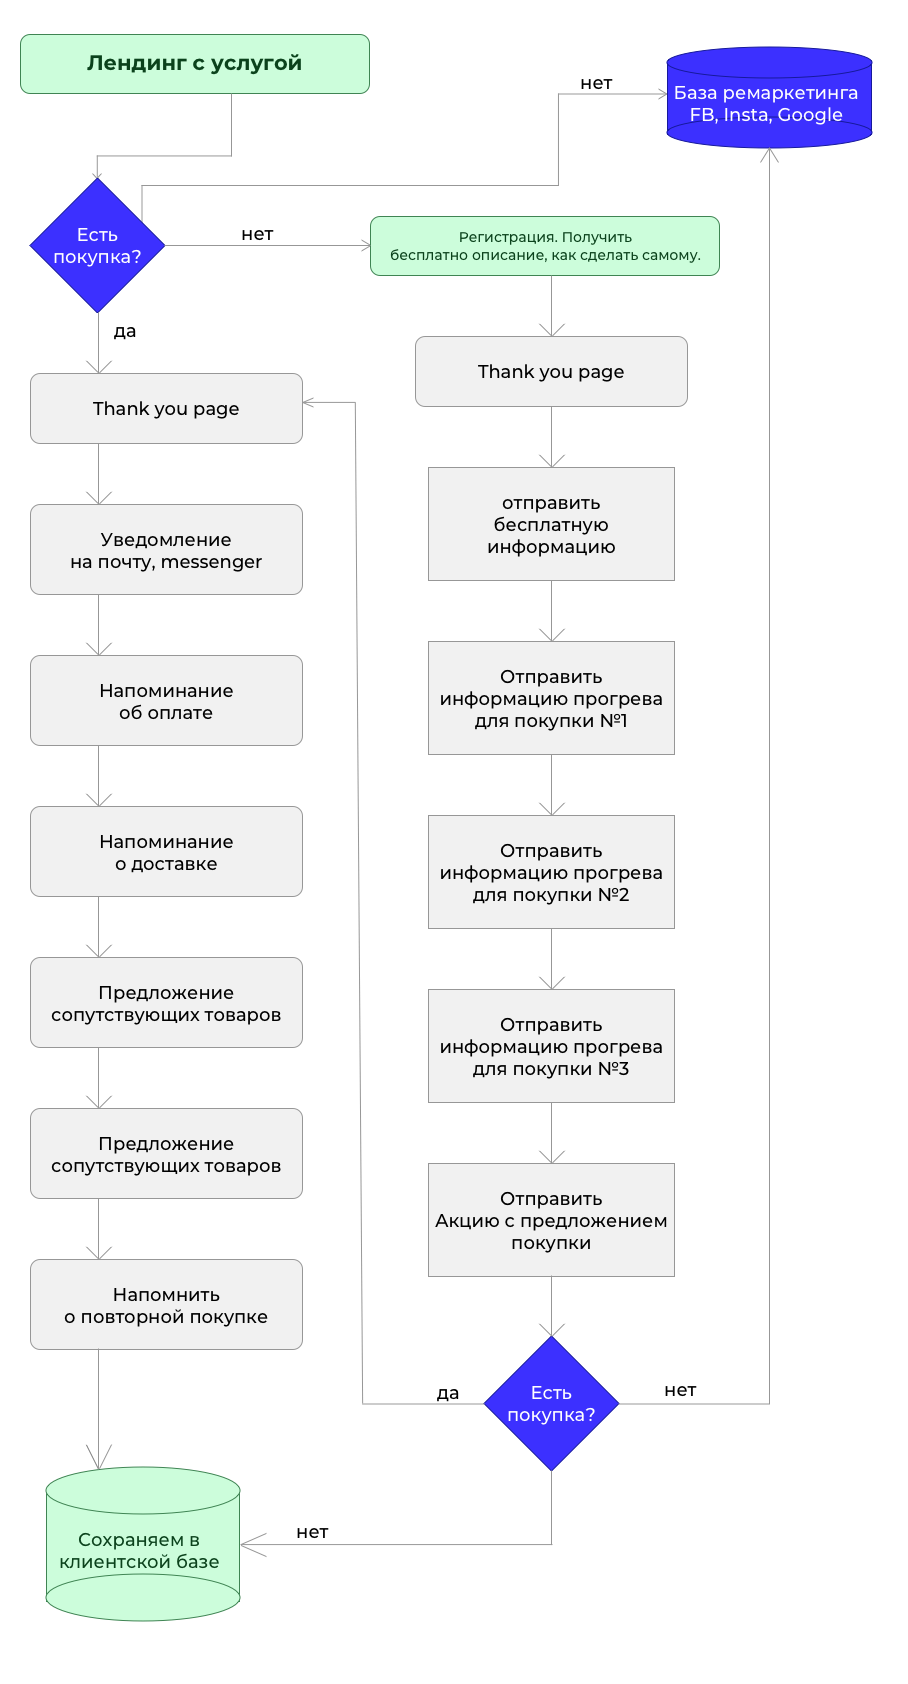 Лендинг с услугой
нет
База ремаркетинга
FB, Insta, Google
Есть
покупка?
нет
Регистрация. Получить
бесплатно описание, как сделать самому.
да
Thank you page
Уведомление
на почту, messenger
Напоминание
об оплате
Напоминание
о доставке
Предложение
сопутствующих товаров
Предложение
сопутствующих товаров
Напомнить
о повторной покупке
Thank you page
отправить
бесплатную
информацию
Отправить
информацию прогрева
для покупки №1
Отправить
информацию прогрева
для покупки №2
Отправить
информацию прогрева
для покупки №3
Отправить
Акцию с предложением
покупки
да
Есть
покупка?
нет
нет
Сохраняем в
клиентской базе